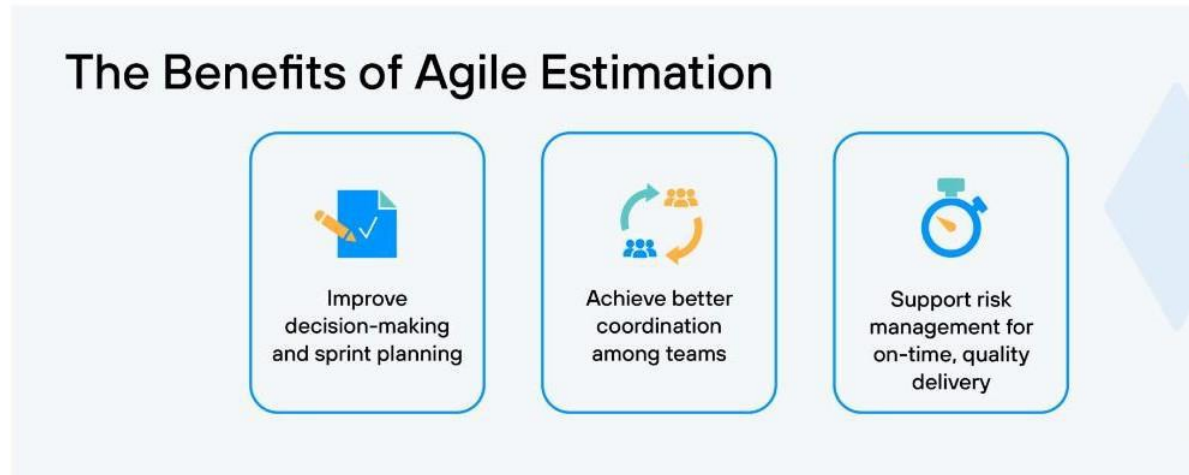 The Benefits of Agile Estimation
Improve
decision-making
and sprint planning
Achieve better
coordination
among teams
Support risk
management for
on-time, quality
delivery